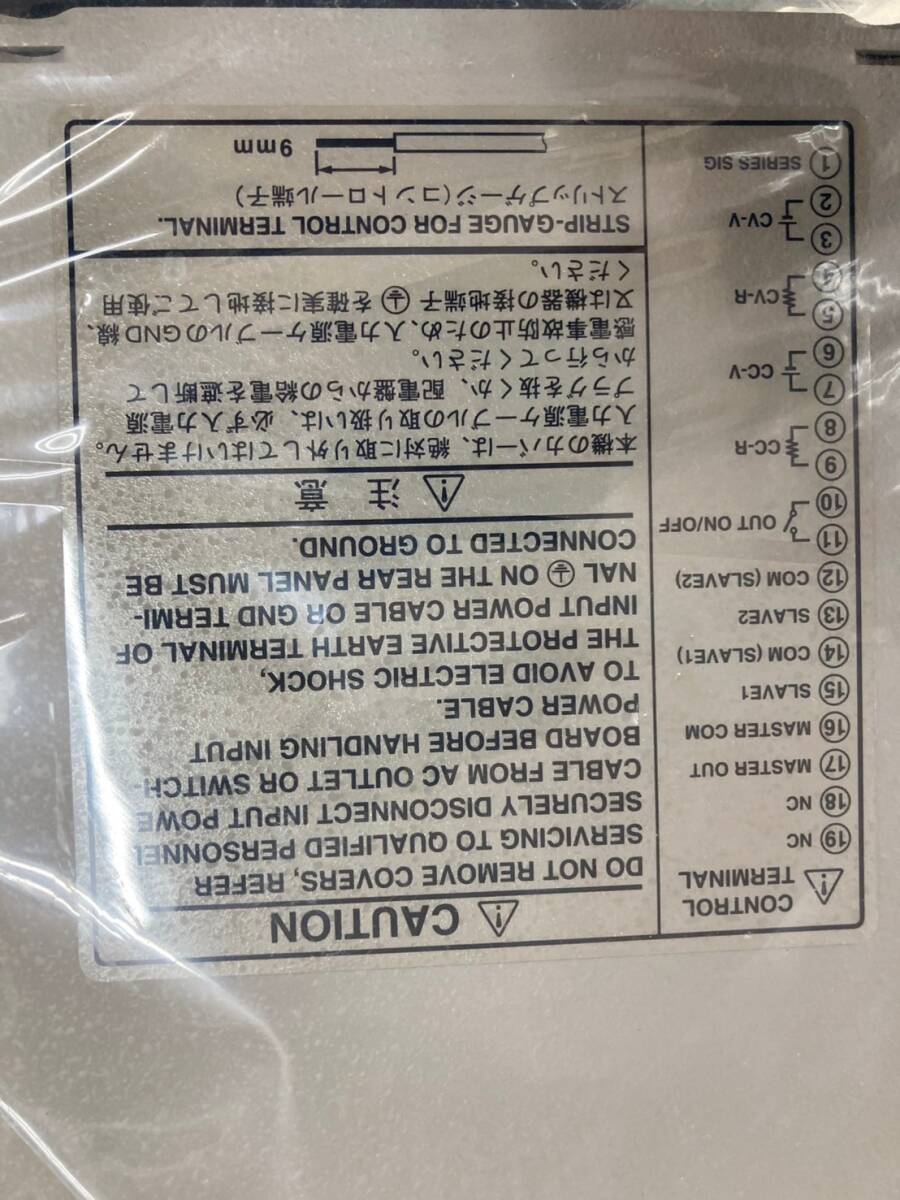 CONTROL
TERMINAL
⑲ NC
⑱ NC
⑰ MASTER OUT
⑯ MASTER COM
⑮ SLAVE1
⑭ COM (SLAVE1)
⑬ SLAVE2
⑫ COM (SLAVE2)
⑪
⑩
OUT ON/OFF
⑨
⑧
CC-R
⑦
⑥
CC-V
⑤
④
CV-R
③
②
CV-V
① SERIES SIG
CAUTION
DO NOT REMOVE COVERS, REFER
SERVICING TO QUALIFIED PERSONNEL
SECURELY DISCONNECT INPUT POWE
CABLE FROM AC OUTLET OR SWITCH-
BOARD BEFORE HANDLING INPUT
POWER CABLE.
TO AVOID ELECTRIC SHOCK,
THE PROTECTIVE EARTH TERMINAL OF
INPUT POWER CABLE OR GND TERMI-
NAL ⏚ ON THE REAR PANEL MUST BE
CONNECTED TO GROUND.
注 意
本機のカバーは、絶対に取り外してはいけません。
入力電源ケーブルの取り扱いは、必ず入力電源
プラグを抜くか、配電盤からの給電を遮断して
から行ってください。
感電事故防止のため、入力電源ケーブルのGND線、
又は機器の接地端子 ⏚ を確実に接地してご使用
ください。
STRIP-GAUGE FOR CONTROL TERMINAL.
ストリップゲージ(コントロール端子)
9mm